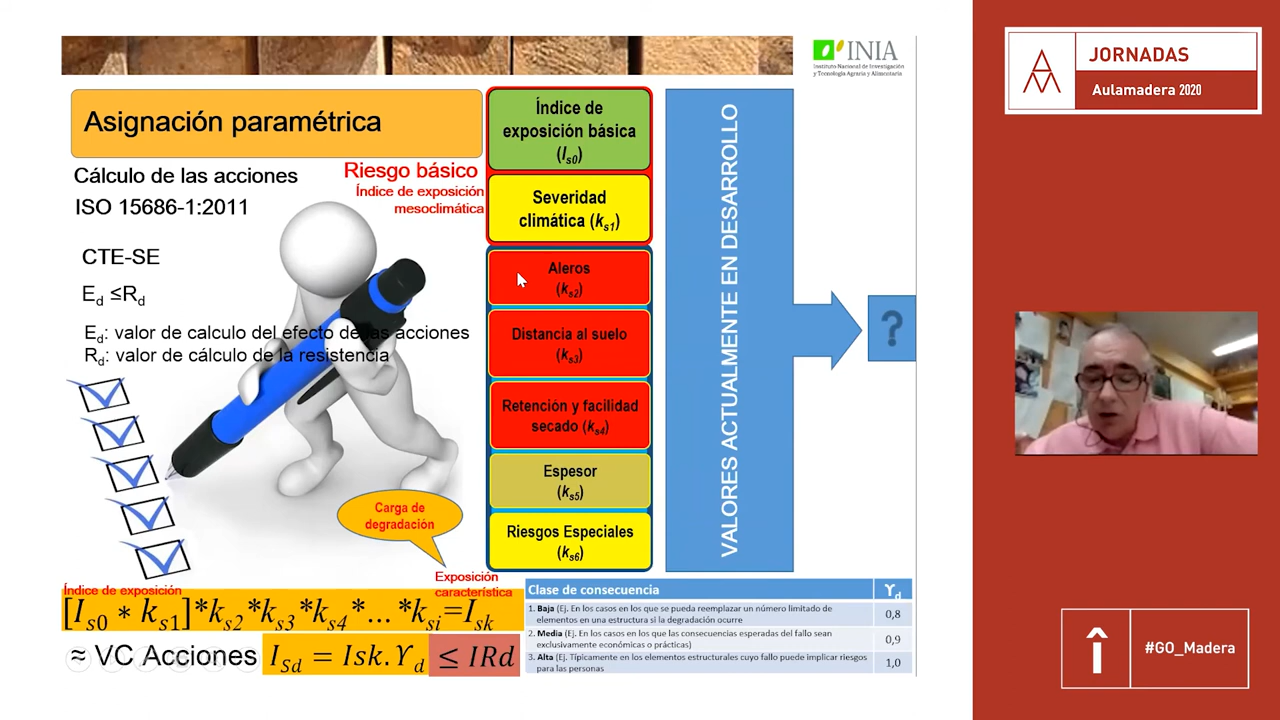 INIA
Instituto Nacional de Investigación
y Tecnología Agraria y Alimentaria
JORNADAS
Aulamadera 2020
Asignación paramétrica
Cálculo de las acciones
ISO 15686-1:2011
Riesgo básico
Índice de exposición
mesoclimática
CTE-SE
Ed ≤Rd
Ed: valor de calculo del efecto de las acciones
Rd: valor de cálculo de la resistencia
Índice de
exposición básica
(Is0)
Severidad
climática (ks1)
Aleros
(ks2)
Distancia al suelo
(ks3)
Retención y facilidad
secado (ks4)
Espesor
(ks5)
Riesgos Especiales
(ks6)
VALORES ACTUALMENTE EN DESARROLLO
?
Carga de
degradación
Exposición
característica
Índice de exposición
[Is0 * ks1]*ks2*ks3*ks4*...*ksi=Isk
≈ VC Acciones ISd = Isk.ϒd ≤ IRd
Clase de consecuencia ϒd
1. Baja (Ej. En los casos en los que se pueda reemplazar un número limitado de
elementos en una estructura si la degradación ocurre 0,8
2. Media (Ej. En los casos en los que las consecuencias esperadas del fallo sean
exclusivamente económicas o prácticas) 0,9
3. Alta (Ej. Típicamente en los elementos estructurales cuyo fallo puede implicar riesgos
para las personas 1,0
#GO_Madera